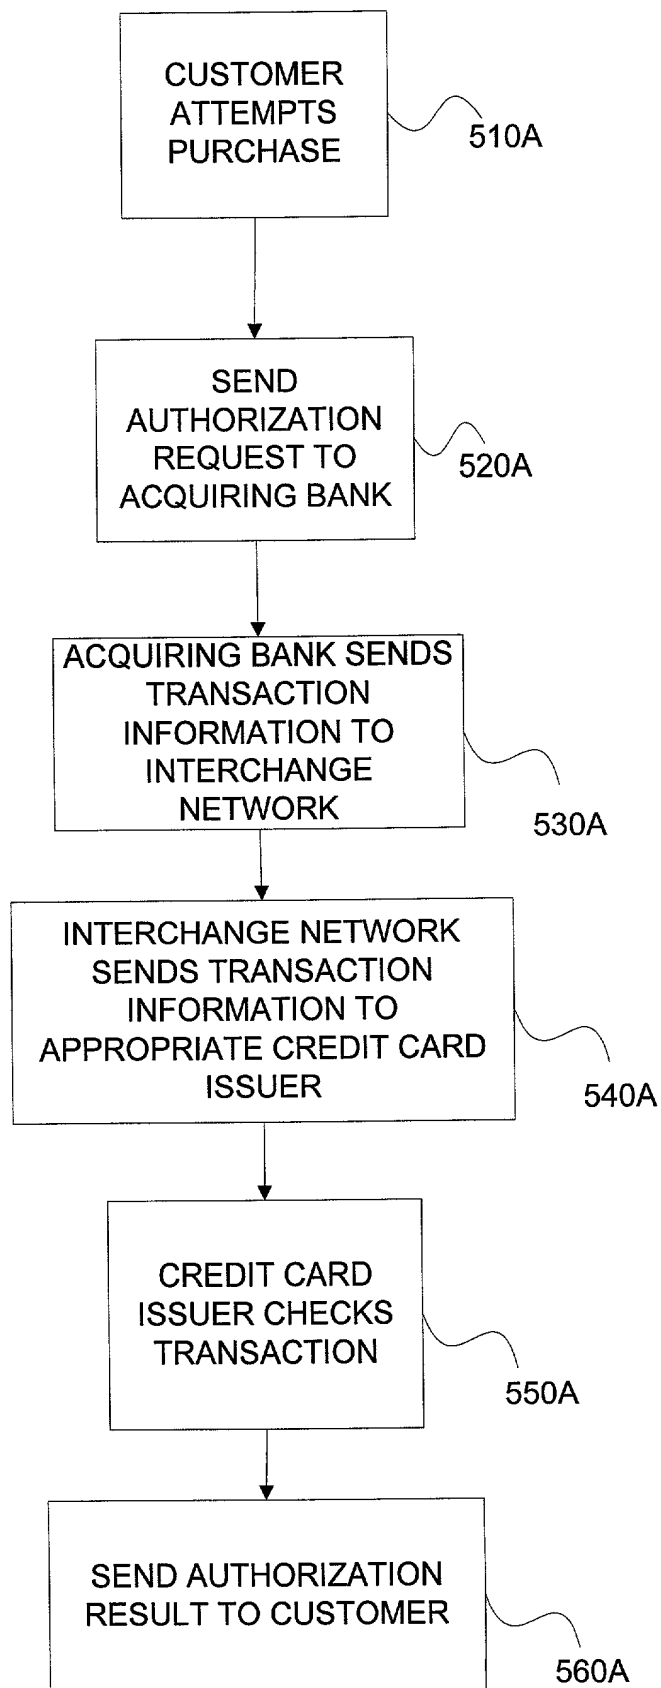 CUSTOMER
ATTEMPTS
PURCHASE
510A
SEND
AUTHORIZATION
REQUEST TO
ACQUIRING BANK
520A
ACQUIRING BANK SENDS
TRANSACTION
INFORMATION TO
INTERCHANGE
NETWORK
530A
INTERCHANGE NETWORK
SENDS TRANSACTION
INFORMATION TO
APPROPRIATE CREDIT CARD
ISSUER
540A
CREDIT CARD
ISSUER CHECKS
TRANSACTION
550A
SEND AUTHORIZATION
RESULT TO CUSTOMER
560A